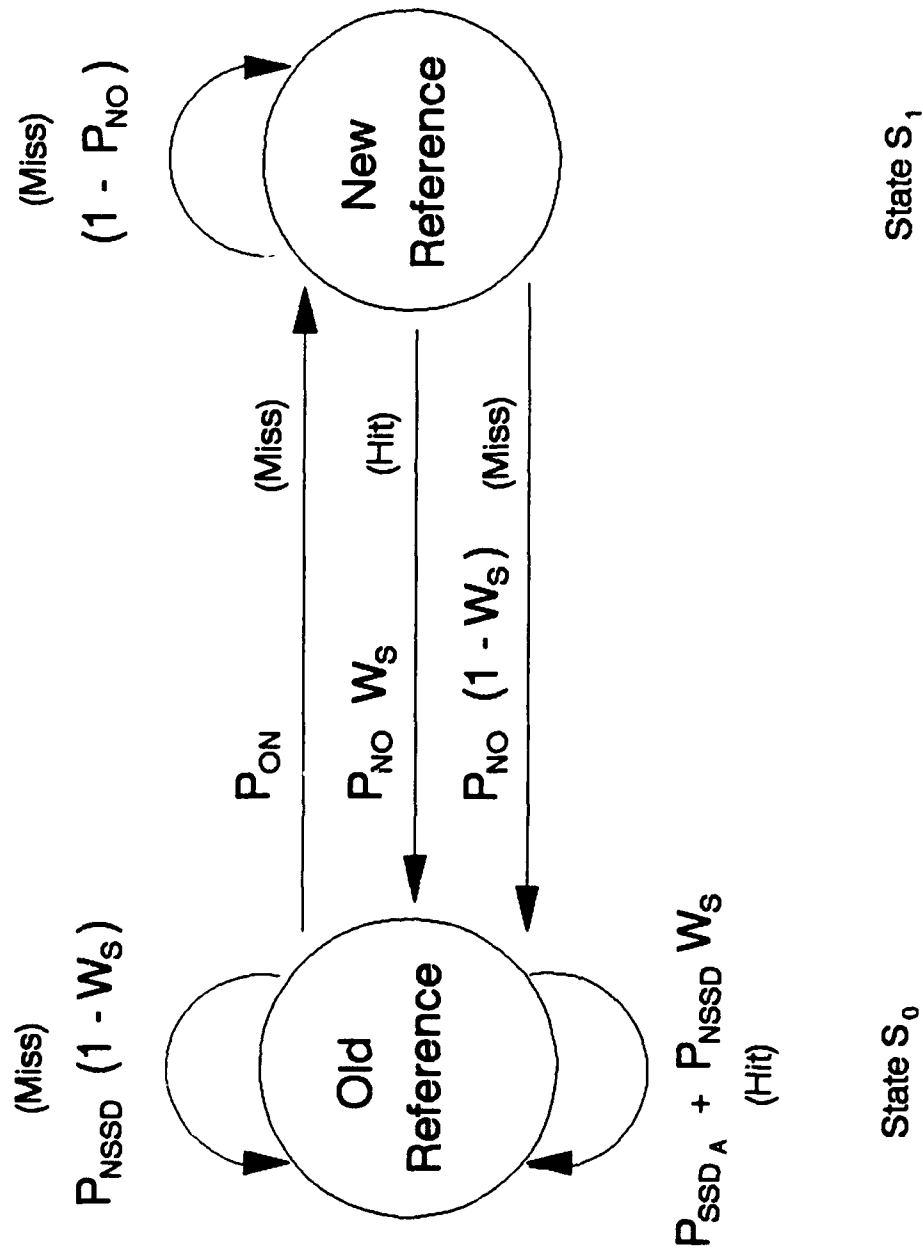 (Miss)
P_NSSD (1 - W_S)
(Miss)
(1 - P_NO)
P_ON (Miss)
Old
Reference
New
Reference
P_NO W_S (Hit)
P_NO (1 - W_S) (Miss)
P_SSD_A + P_NSSD W_S
(Hit)
State S_0
State S_1